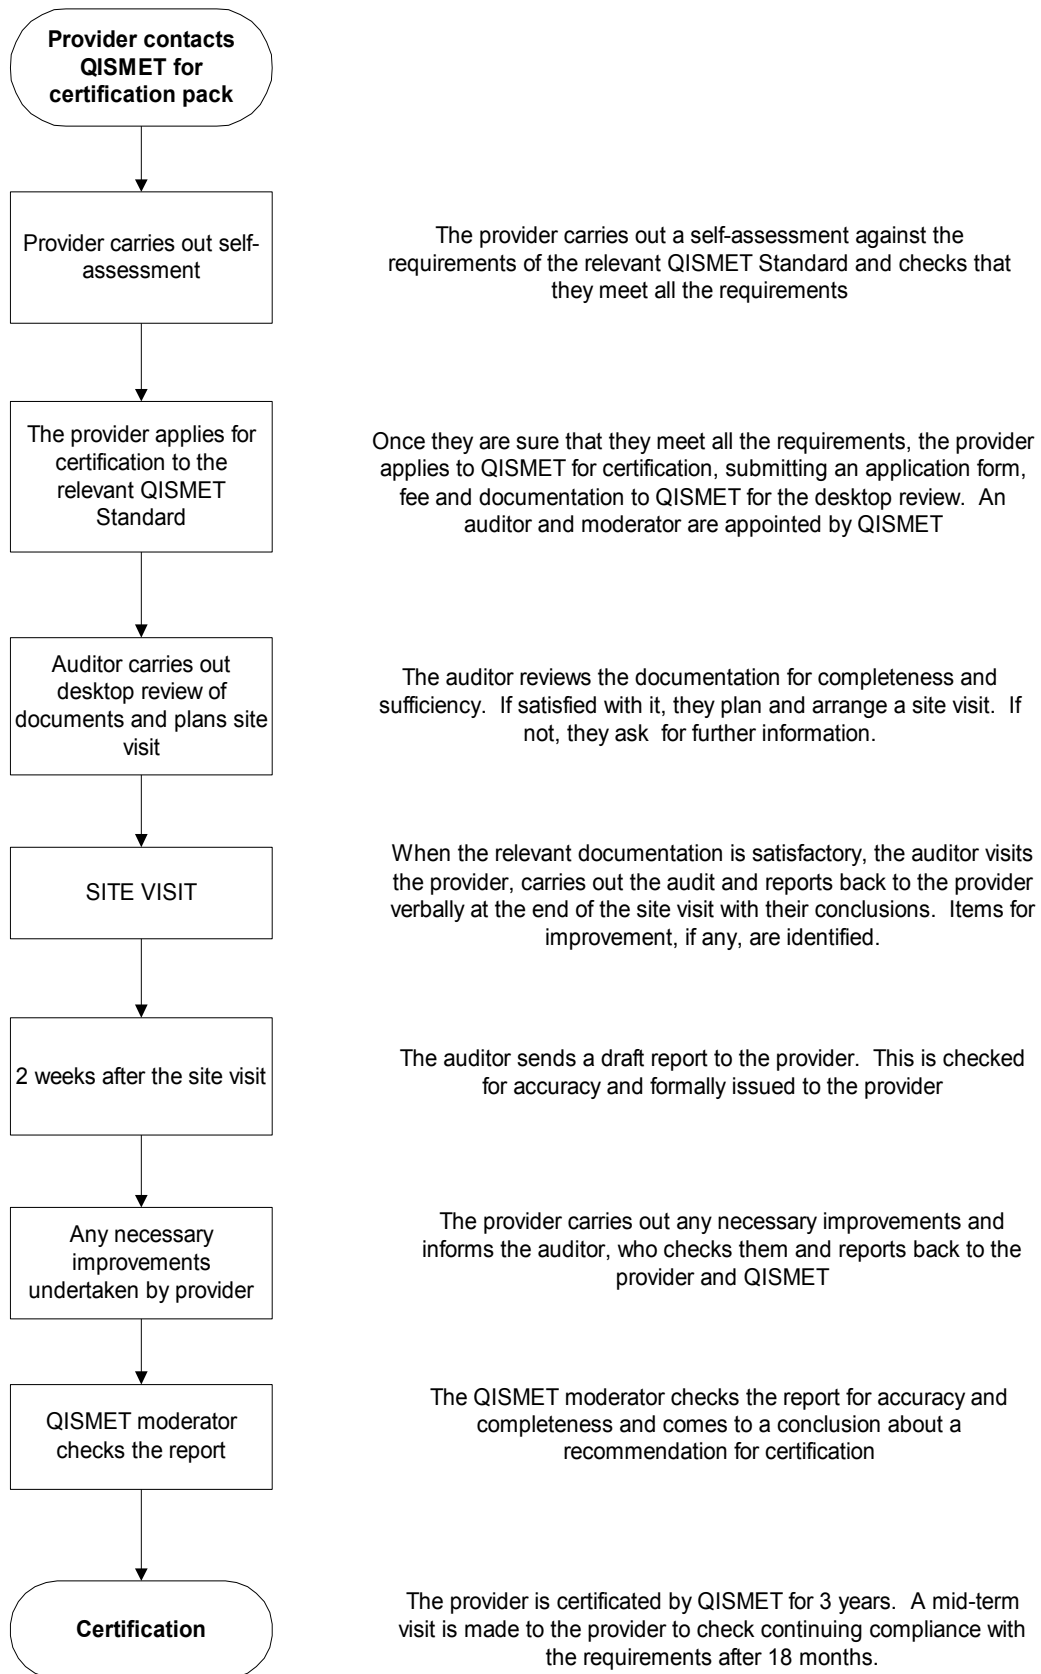 Provider contacts
QISMET for
certification pack
Provider carries out self-
assessment
The provider carries out a self-assessment against the
requirements of the relevant QISMET Standard and checks that
they meet all the requirements
The provider applies for
certification to the
relevant QISMET
Standard
Once they are sure that they meet all the requirements, the provider
applies to QISMET for certification, submitting an application form,
fee and documentation to QISMET for the desktop review. An
auditor and moderator are appointed by QISMET
Auditor carries out
desktop review of
documents and plans site
visit
The auditor reviews the documentation for completeness and
sufficiency. If satisfied with it, they plan and arrange a site visit. If
not, they ask for further information.
SITE VISIT
When the relevant documentation is satisfactory, the auditor visits
the provider, carries out the audit and reports back to the provider
verbally at the end of the site visit with their conclusions. Items for
improvement, if any, are identified.
2 weeks after the site visit
The auditor sends a draft report to the provider. This is checked
for accuracy and formally issued to the provider
Any necessary
improvements
undertaken by provider
The provider carries out any necessary improvements and
informs the auditor, who checks them and reports back to the
provider and QISMET
QISMET moderator
checks the report
The QISMET moderator checks the report for accuracy and
completeness and comes to a conclusion about a
recommendation for certification
Certification
The provider is certificated by QISMET for 3 years. A mid-term
visit is made to the provider to check continuing compliance with
the requirements after 18 months.